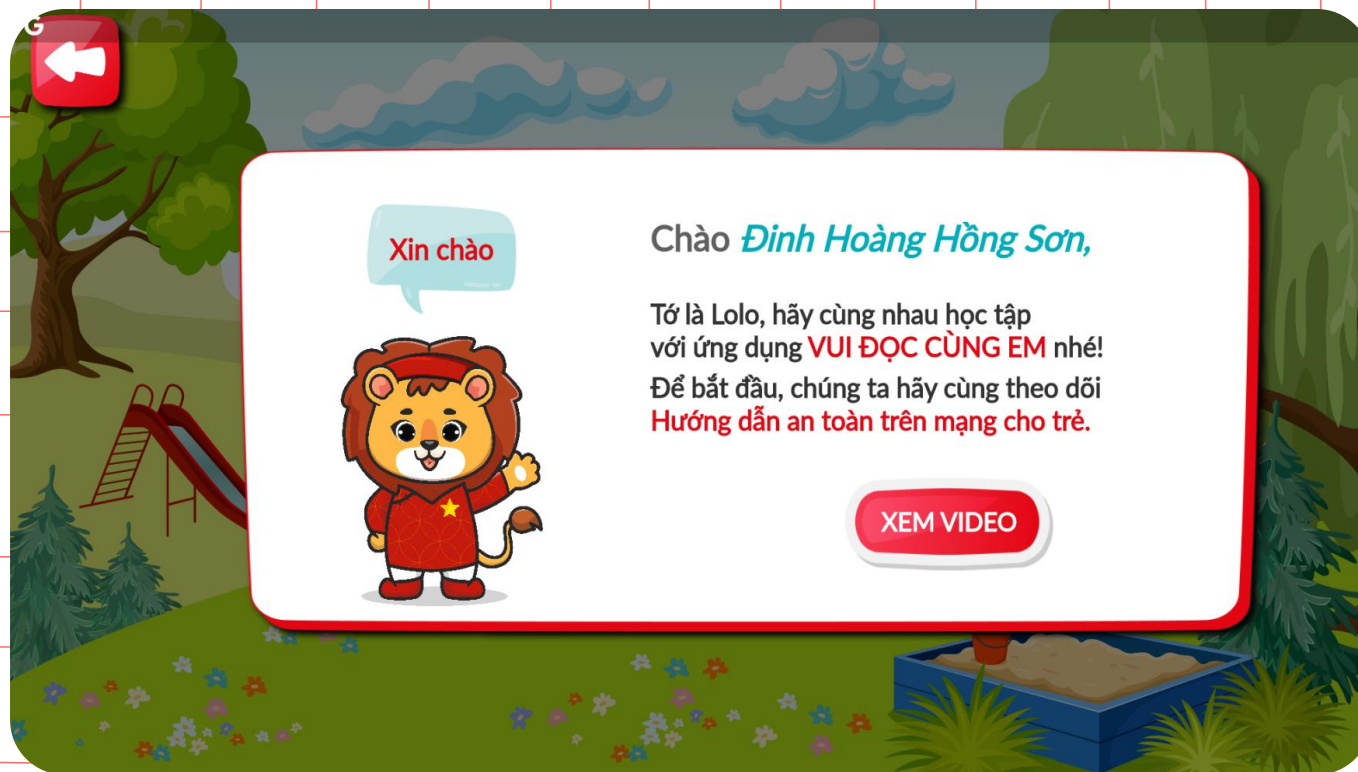 G
Xin chào
Chào Đinh Hoàng Hồng Sơn,
Tớ là Lolo, hãy cùng nhau học tập
với ứng dụng VUI ĐỌC CÙNG EM nhé!
Để bắt đầu, chúng ta hãy cùng theo dõi
Hướng dẫn an toàn trên mạng cho trẻ.
XEM VIDEO